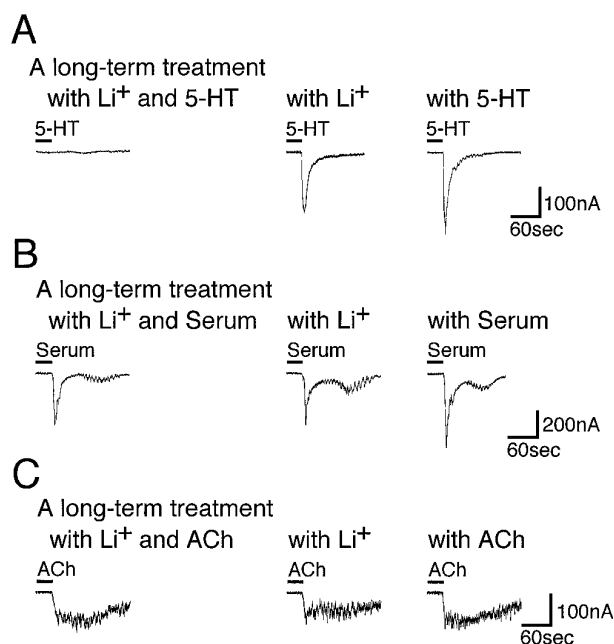 A
A long-term treatment
with Li+ and 5-HT
with Li+
with 5-HT
5-HT
5-HT
5-HT
100nA
60sec
B
A long-term treatment
with Li+ and Serum
with Li+
with Serum
Serum
Serum
Serum
200nA
60sec
C
A long-term treatment
with Li+ and ACh
with Li+
with ACh
ACh
ACh
ACh
100nA
60sec